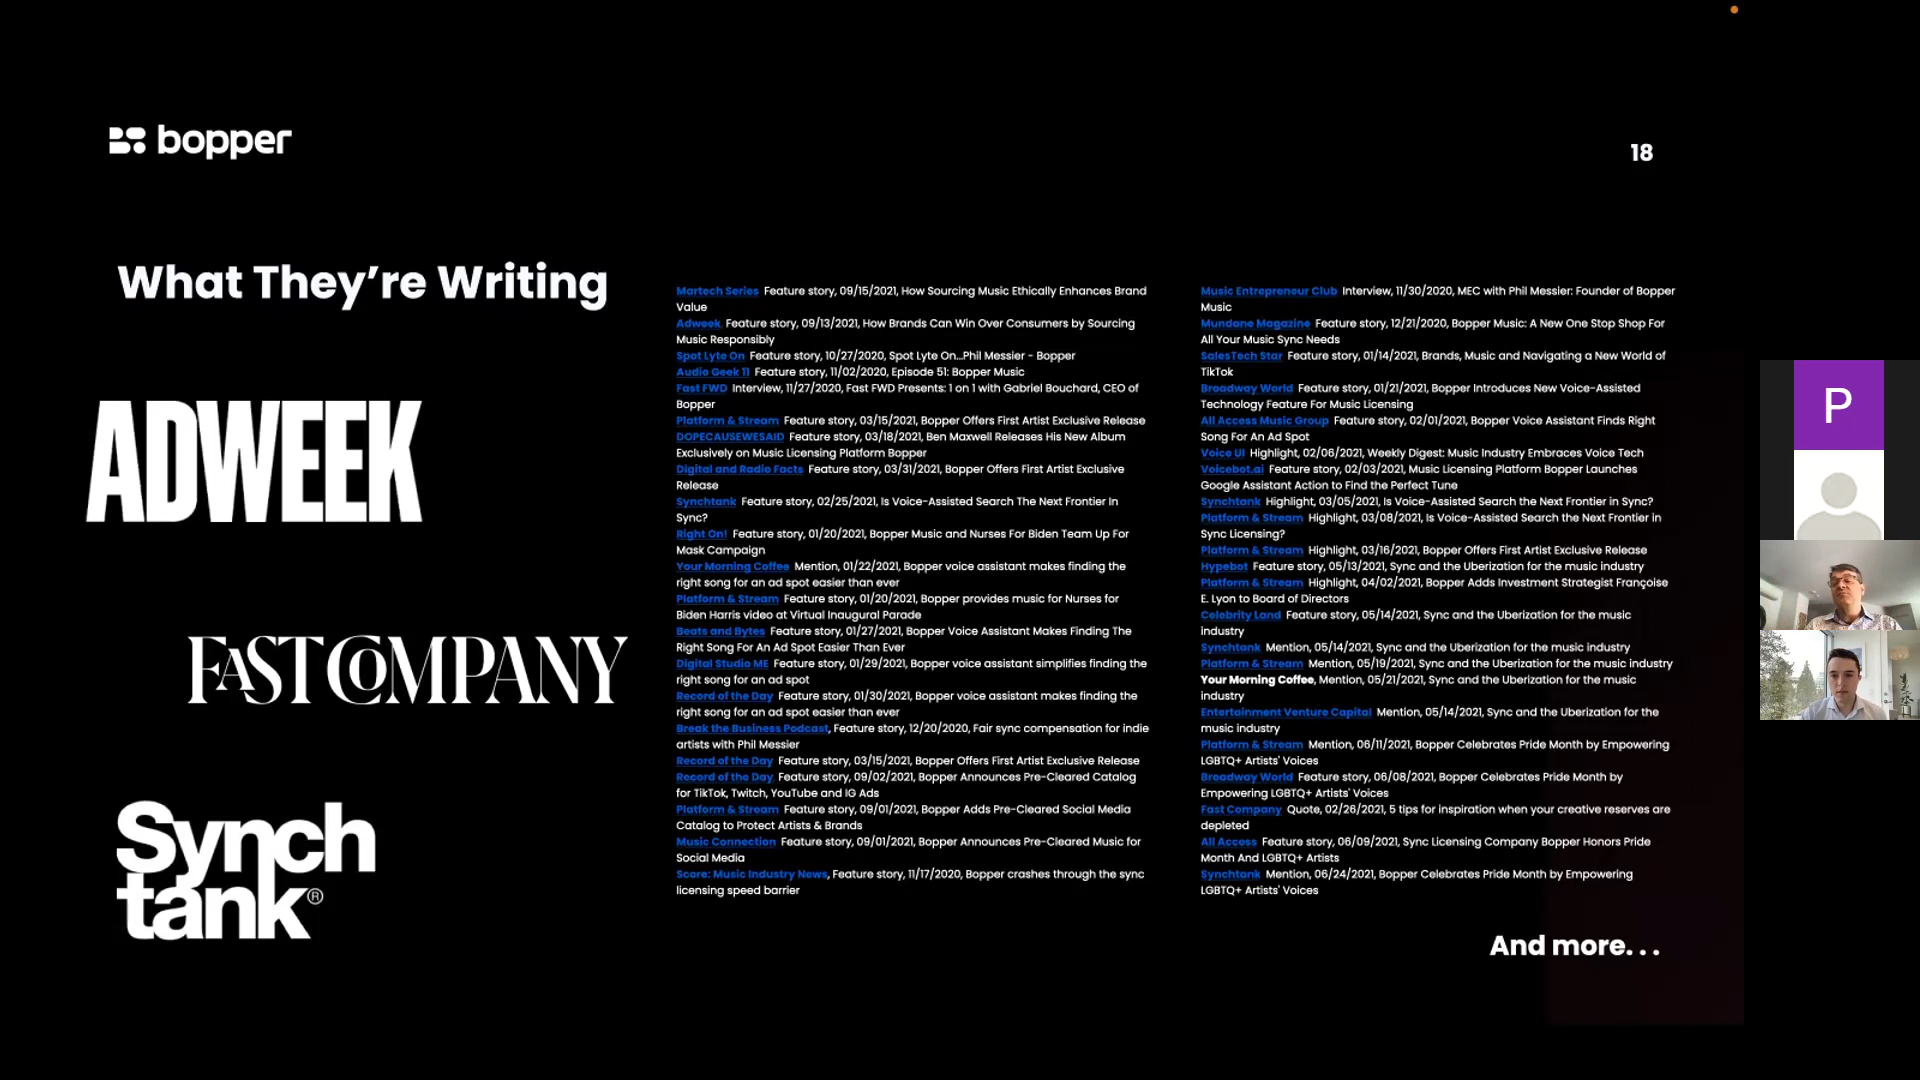 bopper
18
What They’re Writing
ADWEEK
FAST COMPANY
Synch
tank®
Martech Series Feature story, 09/15/2021, How Sourcing Music Ethically Enhances Brand
Value
Adweek Feature story, 09/13/2021, How Brands Can Win Over Consumers by Sourcing
Music Responsibly
Spot Lyte On Feature story, 10/27/2020, Spot Lyte On...Phil Messier - Bopper
Audio Geek 11 Feature story, 11/02/2020, Episode 51: Bopper Music
Fast FWD Interview, 11/27/2020, Fast FWD Presents: 1 on 1 with Gabriel Bouchard, CEO of
Bopper
Platform & Stream Feature story, 03/15/2021, Bopper Offers First Artist Exclusive Release
DOPECAUSEWESAID Feature story, 03/18/2021, Ben Maxwell Releases His New Album
Exclusively on Music Licensing Platform Bopper
Digital and Radio Facts Feature story, 03/31/2021, Bopper Offers First Artist Exclusive
Release
Synchtank Feature story, 02/25/2021, Is Voice-Assisted Search The Next Frontier In
Sync?
Right On! Feature story, 01/20/2021, Bopper Music and Nurses For Biden Team Up For
Mask Campaign
Your Morning Coffee Mention, 01/22/2021, Bopper voice assistant makes finding the
right song for an ad spot easier than ever
Platform & Stream Feature story, 01/20/2021, Bopper provides music for Nurses for
Biden Harris video at Virtual Inaugural Parade
Beats and Bytes Feature story, 01/27/2021, Bopper Voice Assistant Makes Finding The
Right Song For An Ad Spot Easier Than Ever
Digital Studio ME Feature story, 01/29/2021, Bopper voice assistant simplifies finding the
right song for an ad spot
Record of the Day Feature story, 01/30/2021, Bopper voice assistant makes finding the
right song for an ad spot easier than ever
Break the Business Podcast, Feature story, 12/20/2020, Fair sync compensation for indie
artists with Phil Messier
Record of the Day Feature story, 03/15/2021, Bopper Offers First Artist Exclusive Release
Record of the Day Feature story, 09/02/2021, Bopper Announces Pre-Cleared Catalog
for TikTok, Twitch, YouTube and IG Ads
Platform & Stream Feature story, 09/01/2021, Bopper Adds Pre-Cleared Social Media
Catalog to Protect Artists & Brands
Music Connection Feature story, 09/01/2021, Bopper Announces Pre-Cleared Music for
Social Media
Score: Music Industry News, Feature story, 11/17/2020, Bopper crashes through the sync
licensing speed barrier
Music Entrepreneur Club Interview, 11/30/2020, MEC with Phil Messier: Founder of Bopper
Music
Mundane Magazine Feature story, 12/21/2020, Bopper Music: A New One Stop Shop For
All Your Music Sync Needs
SalesTech Star Feature story, 01/14/2021, Brands, Music and Navigating a New World of
TikTok
Broadway World Feature story, 01/21/2021, Bopper Introduces New Voice-Assisted
Technology Feature For Music Licensing
All Access Music Group Feature story, 02/01/2021, Bopper Voice Assistant Finds Right
Song For An Ad Spot
Voice UI Highlight, 02/06/2021, Weekly Digest: Music Industry Embraces Voice Tech
Voicebot.ai Feature story, 02/03/2021, Music Licensing Platform Bopper Launches
Google Assistant Action to Find the Perfect Tune
Synchtank Highlight, 03/05/2021, Is Voice-Assisted Search the Next Frontier in Sync?
Platform & Stream Highlight, 03/08/2021, Is Voice-Assisted Search the Next Frontier in
Sync Licensing?
Platform & Stream Highlight, 03/16/2021, Bopper Offers First Artist Exclusive Release
Hypebot Feature story, 05/13/2021, Sync and the Uberization for the music industry
Platform & Stream Highlight, 04/02/2021, Bopper Adds Investment Strategist Françoise
E. Lyon to Board of Directors
Celebrity Land Feature story, 05/14/2021, Sync and the Uberization for the music
industry
Synchtank Mention, 05/14/2021, Sync and the Uberization for the music industry
Platform & Stream Mention, 05/19/2021, Sync and the Uberization for the music industry
Your Morning Coffee, Mention, 05/21/2021, Sync and the Uberization for the music
industry
Entertainment Venture Capital Mention, 05/14/2021, Sync and the Uberization for the
music industry
Platform & Stream Mention, 06/11/2021, Bopper Celebrates Pride Month by Empowering
LGBTQ+ Artists' Voices
Broadway World Feature story, 06/08/2021, Bopper Celebrates Pride Month by
Empowering LGBTQ+ Artists' Voices
Fast Company Quote, 02/26/2021, 5 tips for inspiration when your creative reserves are
depleted
All Access Feature story, 06/09/2021, Sync Licensing Company Bopper Honors Pride
Month And LGBTQ+ Artists
Synchtank Mention, 06/24/2021, Bopper Celebrates Pride Month by Empowering
LGBTQ+ Artists' Voices
And more. . .
P